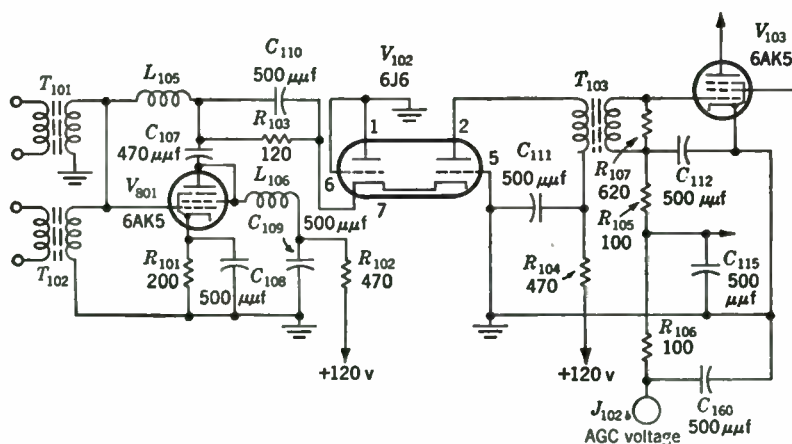 T101
L105
C110
500 μμf
V102
6J6
T103
V103
6AK5
C107
470 μμf
R103
120
1
2
V801
6AK5
L106
6
7
5
C111
500 μμf
R107
620
C112
500 μμf
T102
R101
200
500 μμf
C108
C109
500 μμf
R102
470
R104
470
R105
100
C115
500
μμf
R106
100
+120 v
+120 v
J102
AGC voltage
C160
500 μμf